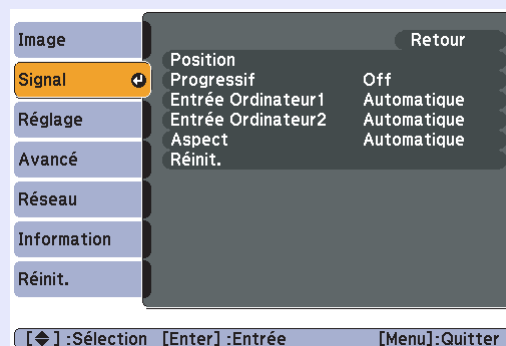 Image
Signal
Réglage
Avancé
Réseau
Information
Réinit.
Retour
Position
Progressif Off
Entrée Ordinateur1 Automatique
Entrée Ordinateur2 Automatique
Aspect Automatique
Réinit.
[◆] :Sélection [Enter] :Entrée [Menu]:Quitter